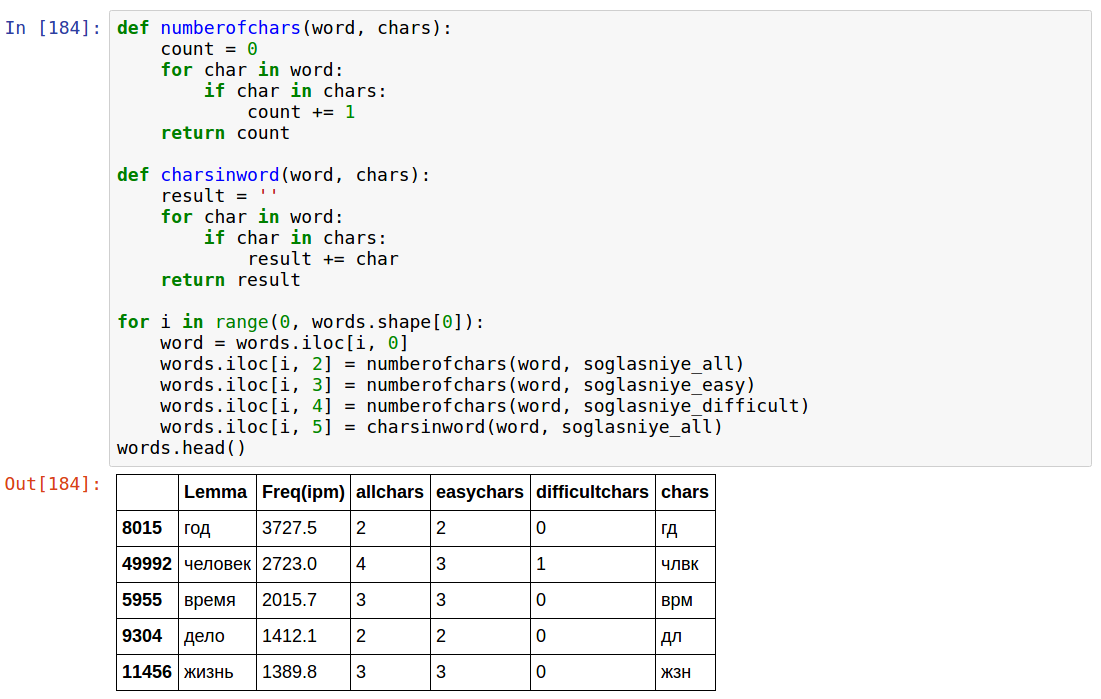 In [184]: def numberofchars(word, chars):
    count = 0
    for char in word:
        if char in chars:
            count += 1
    return count

def charsinword(word, chars):
    result = ''
    for char in word:
        if char in chars:
            result += char
    return result

for i in range(0, words.shape[0]):
    word = words.iloc[i, 0]
    words.iloc[i, 2] = numberofchars(word, soglasniye_all)
    words.iloc[i, 3] = numberofchars(word, soglasniye_easy)
    words.iloc[i, 4] = numberofchars(word, soglasniye_difficult)
    words.iloc[i, 5] = charsinword(word, soglasniye_all)
words.head()
Out[184]:
Lemma Freq(ipm) allchars easychars difficultchars chars
8015 год 3727.5 2 2 0 гд
49992 человек 2723.0 4 3 1 члвк
5955 время 2015.7 3 3 0 врм
9304 дело 1412.1 2 2 0 дл
11456 жизнь 1389.8 3 3 0 жзн